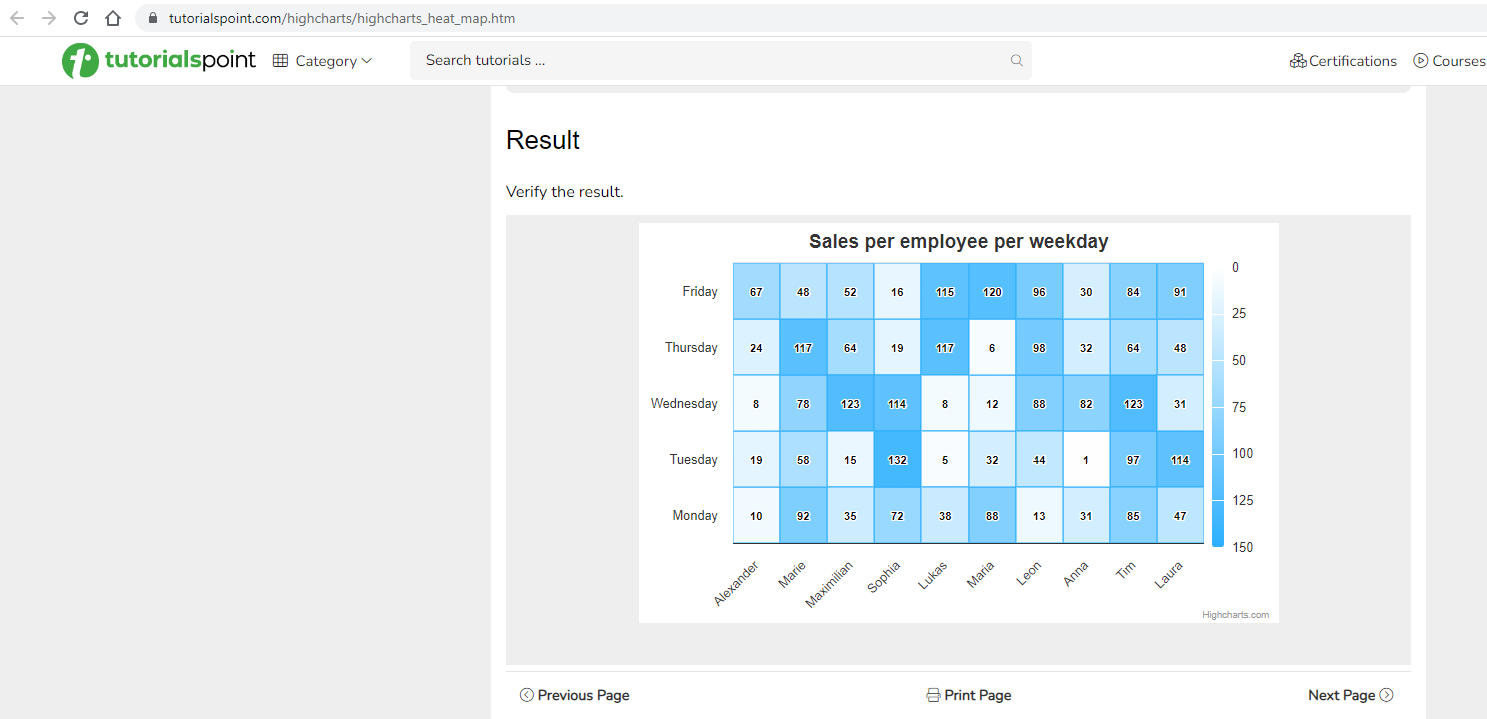 tutorialspoint.com/highcharts/highcharts_heat_map.htm
tutorialspoint Category Search tutorials ... Certifications Courses
Result
Verify the result.
Sales per employee per weekday
Friday 67 48 52 16 115 120 96 30 84 91
Thursday 24 117 64 19 117 6 98 32 64 48
Wednesday 8 78 123 114 8 12 88 82 123 31
Tuesday 19 58 15 132 5 32 44 1 97 114
Monday 10 92 35 72 38 88 13 31 85 47
0
25
50
75
100
125
150
Alexander Marie Maximilian Sophia Lukas Maria Leon Anna Tim Laura
Highcharts.com
Previous Page Print Page Next Page